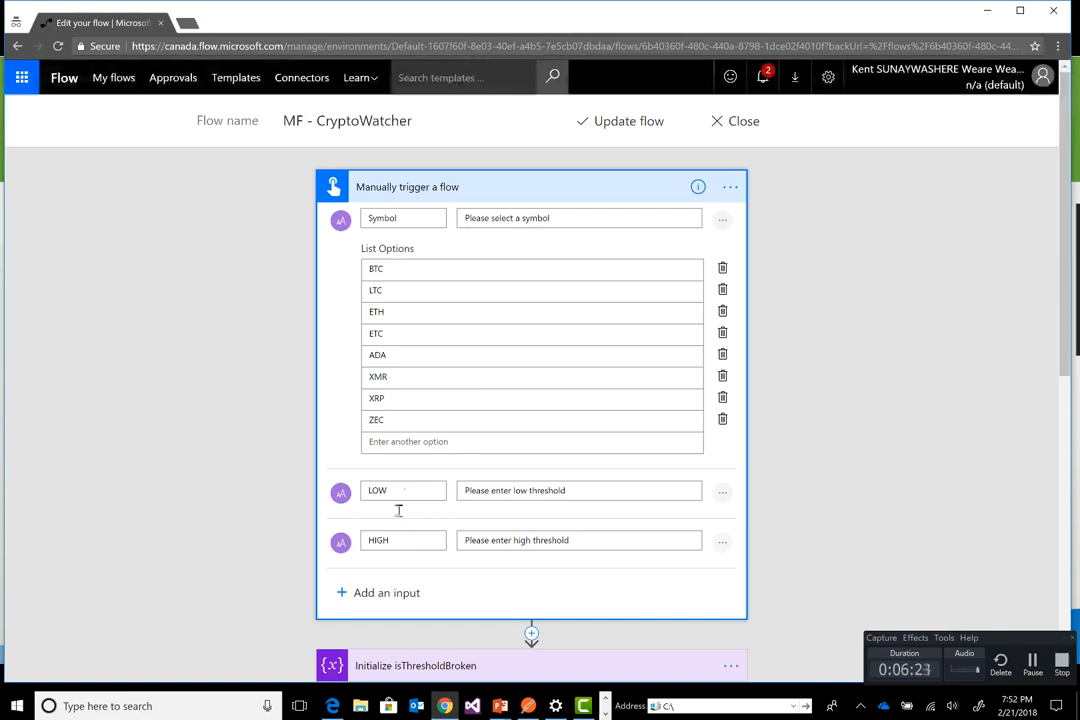 Edit your flow | Microsof
Secure
https://canada.flow.microsoft.com/manage/environments/Default-1607f60f-8e03-40ef-a4b5-7e5cb07dbdaa/flows/6b40360f-480c-440a-8798-1dce02f4010f?backUrl=%2Fflows%2F6b40360f-480c-44...
Flow My flows Approvals Templates Connectors Learn Search templates ... 2 Kent SUNAYWASHERE Weare Wea...
n/a (default)
Flow name MF - CryptoWatcher Update flow Close
Manually trigger a flow
Symbol Please select a symbol
List Options
BTC
LTC
ETH
ETC
ADA
XMR
XRP
ZEC
Enter another option
LOW Please enter low threshold
HIGH Please enter high threshold
+ Add an input
{x} Initialize isThresholdBroken
Capture Effects Tools Help
Duration Audio
0:06:23 Delete Pause Stop
Type here to search
Address C:\
7:52 PM
2/21/2018